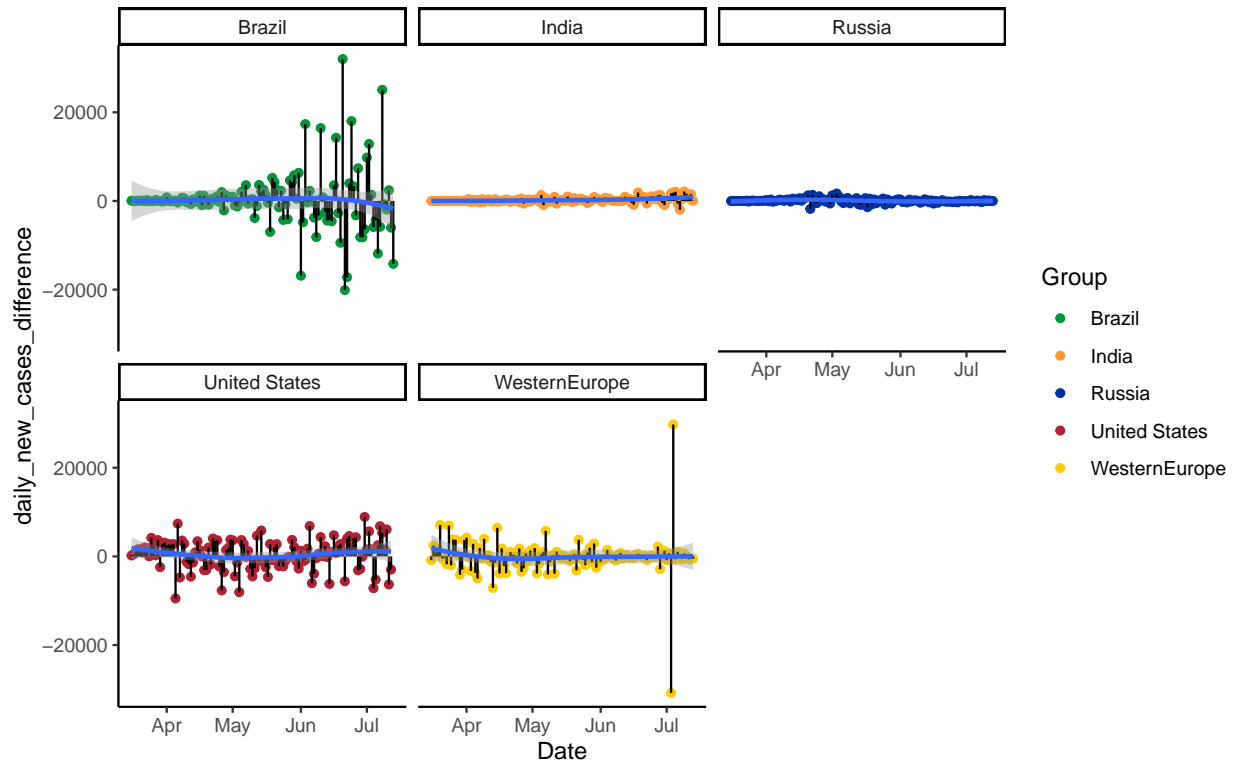 Brazil
India
Russia
20000
0
−20000
Apr
May
Jun
Jul
United States
WesternEurope
20000
0
−20000
Apr
May
Jun
Jul
Apr
May
Jun
Jul
Date
daily_new_cases_difference
Group
Brazil
India
Russia
United States
WesternEurope